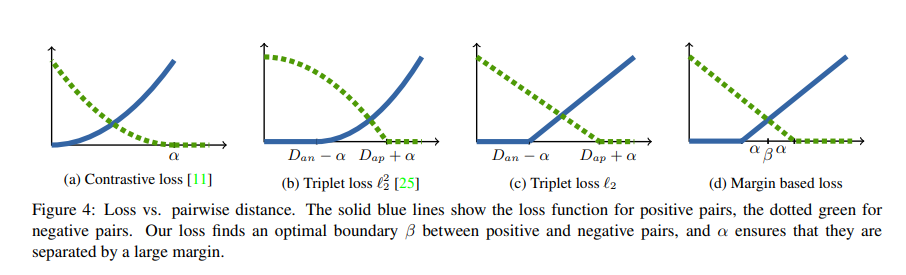 α
D_an − α D_ap + α
D_an − α D_ap + α
α β α
(a) Contrastive loss [11]
(b) Triplet loss ℓ₂² [25]
(c) Triplet loss ℓ₂
(d) Margin based loss
Figure 4: Loss vs. pairwise distance. The solid blue lines show the loss function for positive pairs, the dotted green for
negative pairs. Our loss finds an optimal boundary β between positive and negative pairs, and α ensures that they are
separated by a large margin.